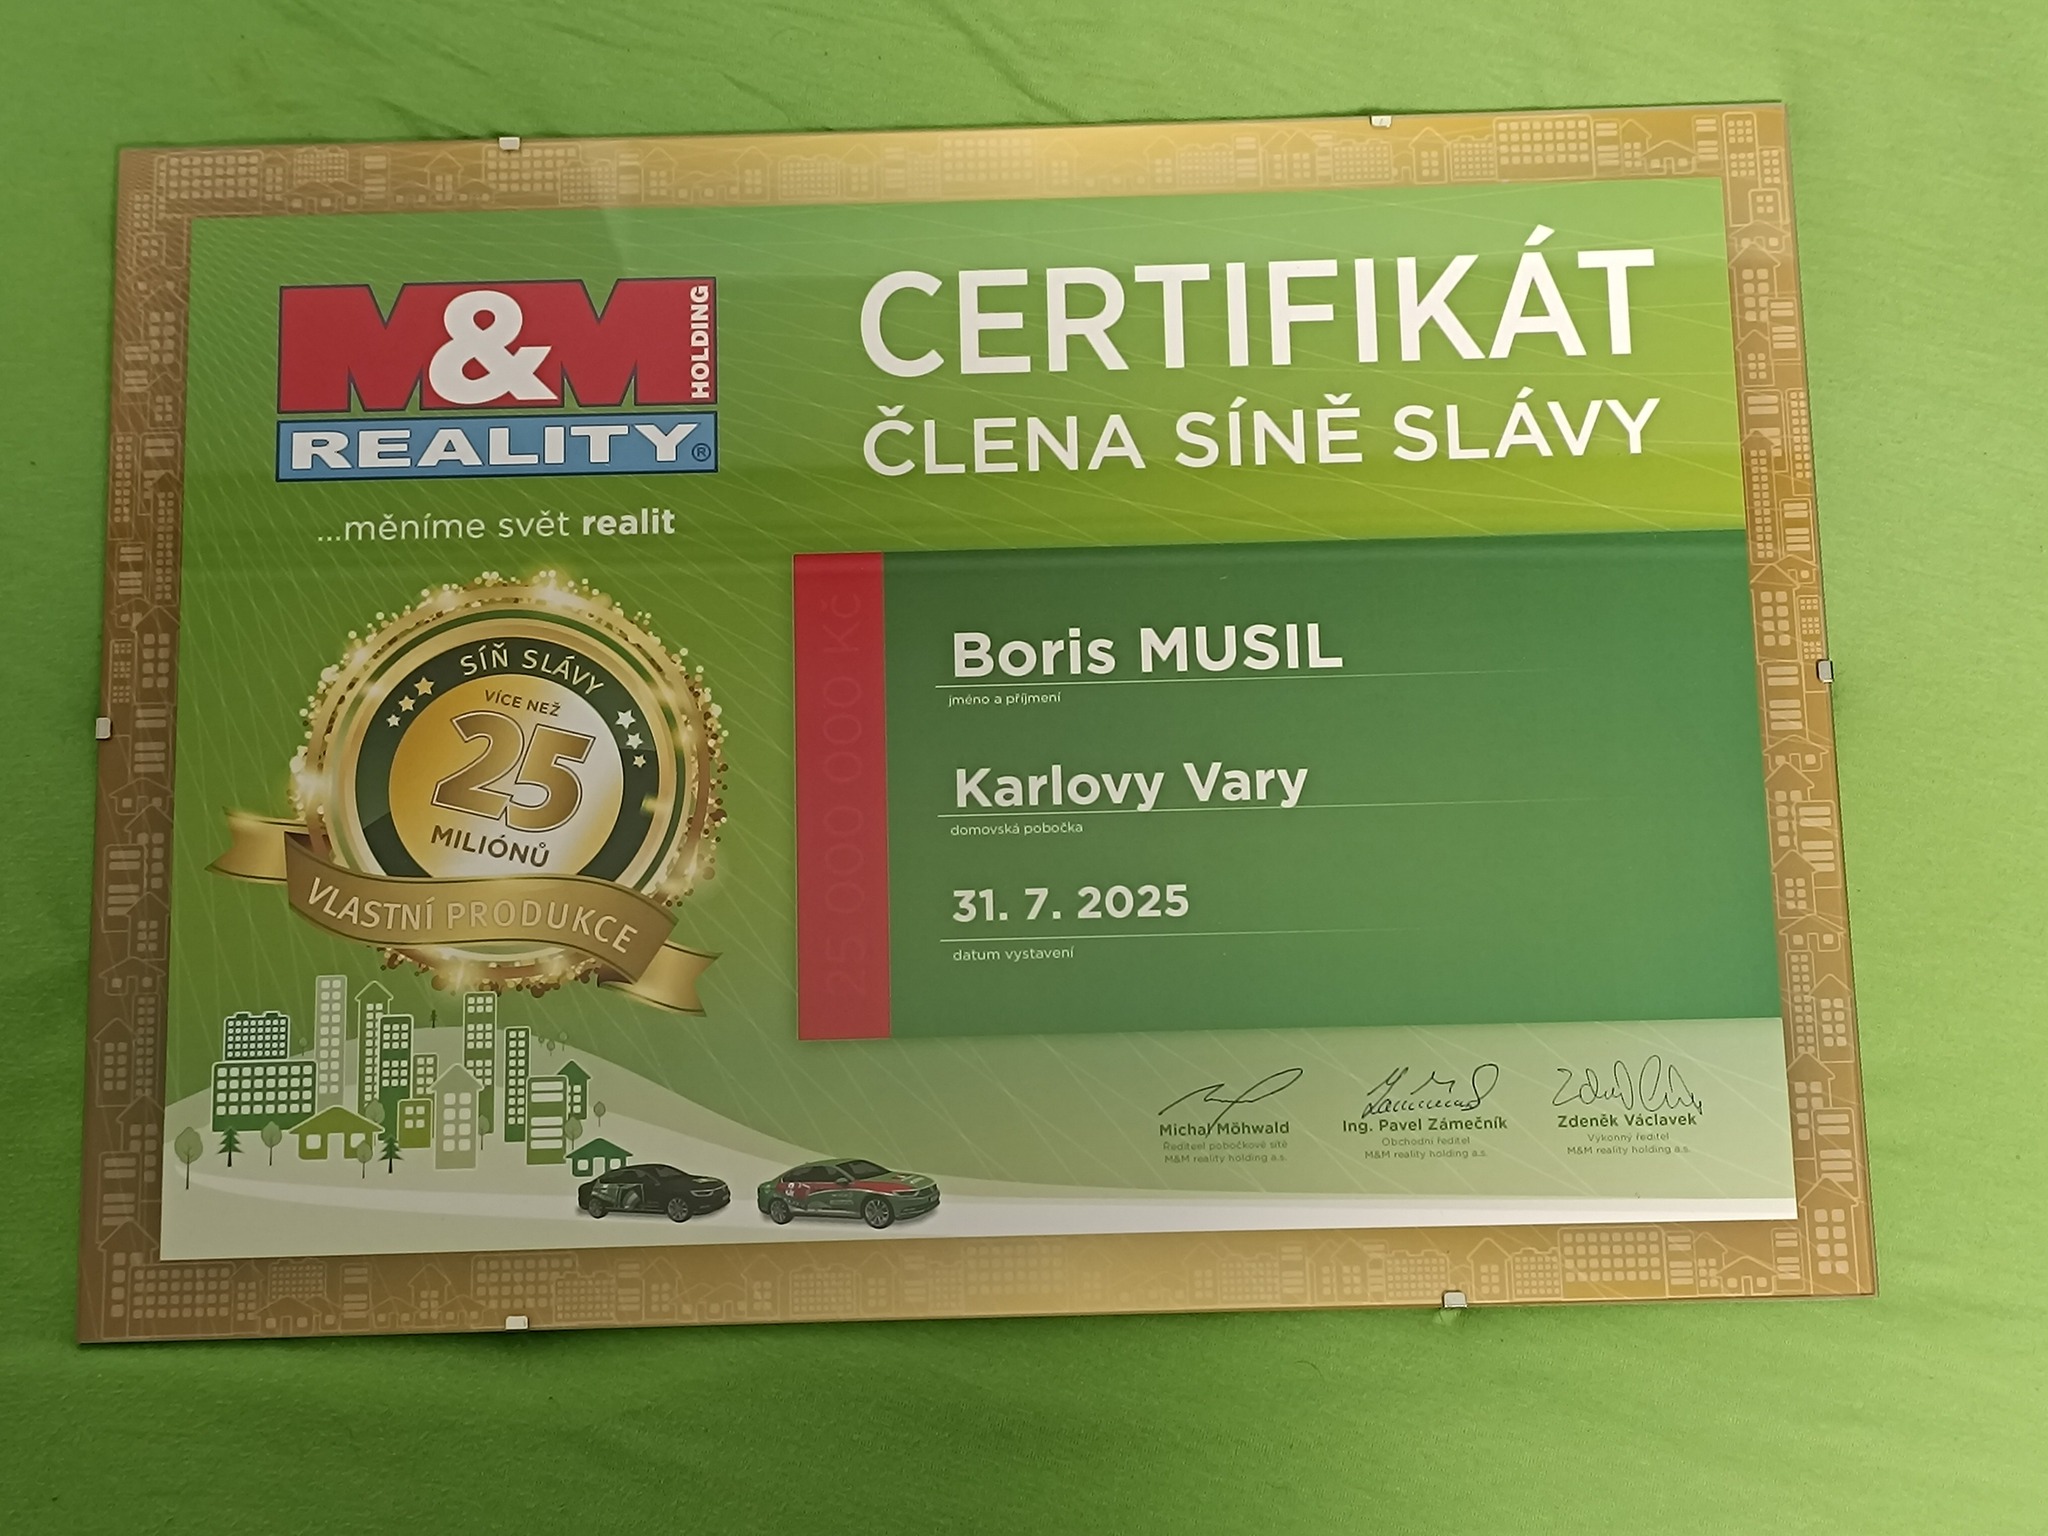 M&M
HOLDING
REALITY®
...měníme svět realit
CERTIFIKÁT
ČLENA SÍNĚ SLÁVY
SÍŇ SLÁVY
VÍCE NEŽ
25
MILIÓNŮ
VLASTNÍ PRODUKCE
25 000 000 Kč
Boris MUSIL
jméno a příjmení
Karlovy Vary
domovská pobočka
31. 7. 2025
datum vystavení
Michal Möhwald
Ředitel pobočkové sítě
M&M reality holding a.s.
Ing. Pavel Zámečník
Obchodní ředitel
M&M reality holding a.s.
Zdeněk Václavek
Výkonný ředitel
M&M reality holding a.s.